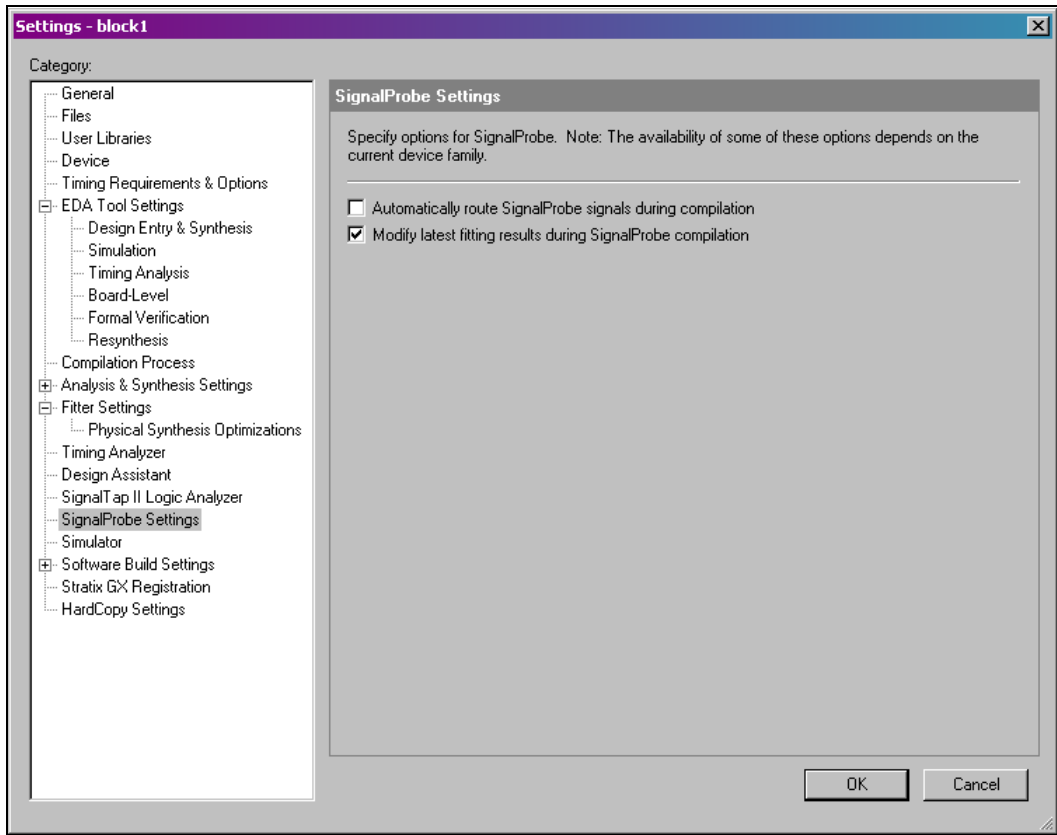 Settings - block1
Category:
General
Files
User Libraries
Device
Timing Requirements & Options
EDA Tool Settings
Design Entry & Synthesis
Simulation
Timing Analysis
Board-Level
Formal Verification
Resynthesis
Compilation Process
Analysis & Synthesis Settings
Fitter Settings
Physical Synthesis Optimizations
Timing Analyzer
Design Assistant
SignalTap II Logic Analyzer
SignalProbe Settings
Simulator
Software Build Settings
Stratix GX Registration
HardCopy Settings
SignalProbe Settings
Specify options for SignalProbe. Note: The availability of some of these options depends on the
current device family.
Automatically route SignalProbe signals during compilation
Modify latest fitting results during SignalProbe compilation
OK
Cancel